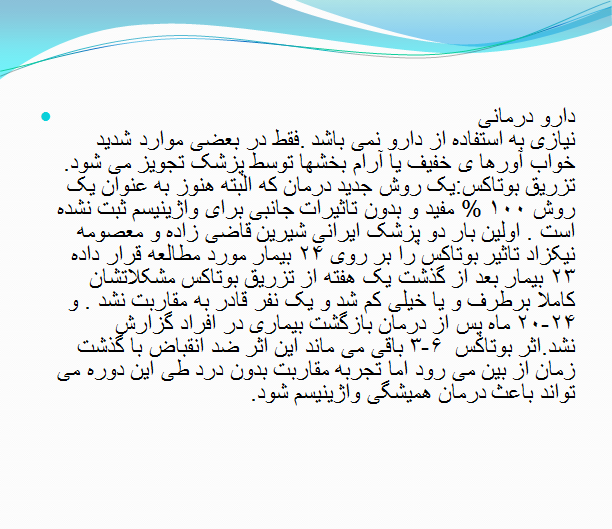 دارو درمانی
نیازی به استفاده از دارو نمی باشد .فقط در بعضی موارد شدید
خواب آورها ی خفیف یا آرام بخشها توسط پزشک تجویز می شود.
تزریق بوتاکس:یک روش جدید درمان که البته هنوز به عنوان یک
روش ۱۰۰ % مفید و بدون تاثیرات جانبی برای واژینیسم ثبت نشده
است . اولین بار دو پزشک ایرانی شیرین قاضی زاده و معصومه
نیکزاد تاثیر بوتاکس را بر روی ۲۴ بیمار مورد مطالعه قرار داده
۲۳ بیمار بعد از گذشت یک هفته از تزریق بوتاکس مشکلاتشان
کاملا برطرف و یا خیلی کم شد و یک نفر قادر به مقاربت نشد . و
۲۰-۲۴ ماه پس از درمان بازگشت بیماری در افراد گزارش
نشد.اثر بوتاکس ۳-۶ باقی می ماند این اثر ضد انقباض با گذشت
زمان از بین می رود اما تجربه مقاربت بدون درد طی این دوره می
تواند باعث درمان همیشگی واژینیسم شود.